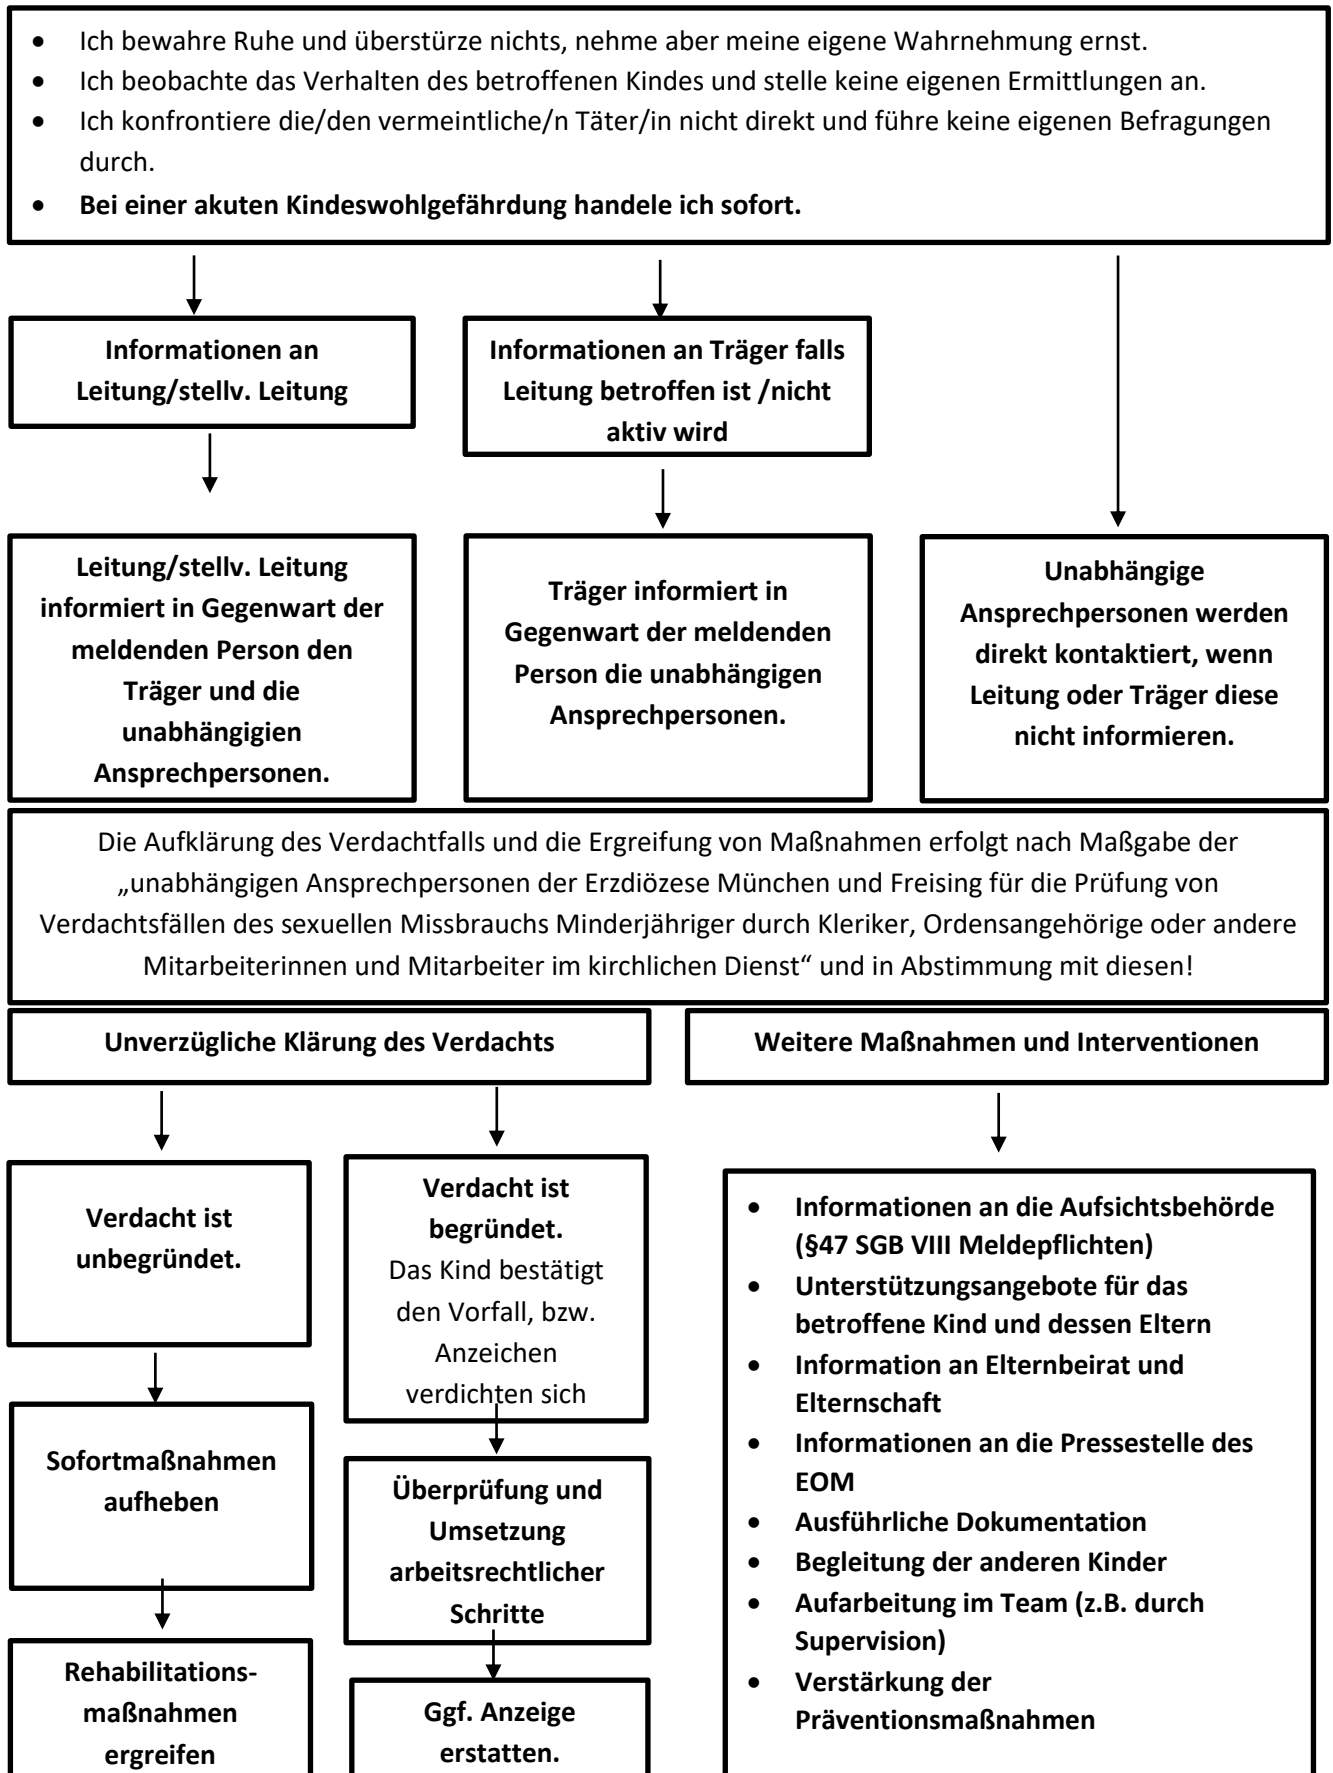 • Ich bewahre Ruhe und überstürze nichts, nehme aber meine eigene Wahrnehmung ernst.
• Ich beobachte das Verhalten des betroffenen Kindes und stelle keine eigenen Ermittlungen an.
• Ich konfrontiere die/den vermeintliche/n Täter/in nicht direkt und führe keine eigenen Befragungen
durch.
• Bei einer akuten Kindeswohlgefährdung handele ich sofort.
Informationen an
Leitung/stellv. Leitung
Informationen an Träger falls
Leitung betroffen ist /nicht
aktiv wird
Leitung/stellv. Leitung
informiert in Gegenwart der
meldenden Person den
Träger und die
unabhängigien
Ansprechpersonen.
Träger informiert in
Gegenwart der meldenden
Person die unabhängigen
Ansprechpersonen.
Unabhängige
Ansprechpersonen werden
direkt kontaktiert, wenn
Leitung oder Träger diese
nicht informieren.
Die Aufklärung des Verdachtfalls und die Ergreifung von Maßnahmen erfolgt nach Maßgabe der
„unabhängigen Ansprechpersonen der Erzdiözese München und Freising für die Prüfung von
Verdachtsfällen des sexuellen Missbrauchs Minderjähriger durch Kleriker, Ordensangehörige oder andere
Mitarbeiterinnen und Mitarbeiter im kirchlichen Dienst“ und in Abstimmung mit diesen!
Unverzügliche Klärung des Verdachts
Weitere Maßnahmen und Interventionen
Verdacht ist
unbegründet.
Sofortmaßnahmen
aufheben
Rehabilitations-
maßnahmen
ergreifen
Verdacht ist
begründet.
Das Kind bestätigt
den Vorfall, bzw.
Anzeichen
verdichten sich
Überprüfung und
Umsetzung
arbeitsrechtlicher
Schritte
Ggf. Anzeige
erstatten.
• Informationen an die Aufsichtsbehörde
(§47 SGB VIII Meldepflichten)
• Unterstützungsangebote für das
betroffene Kind und dessen Eltern
• Information an Elternbeirat und
Elternschaft
• Informationen an die Pressestelle des
EOM
• Ausführliche Dokumentation
• Begleitung der anderen Kinder
• Aufarbeitung im Team (z.B. durch
Supervision)
• Verstärkung der
Präventionsmaßnahmen